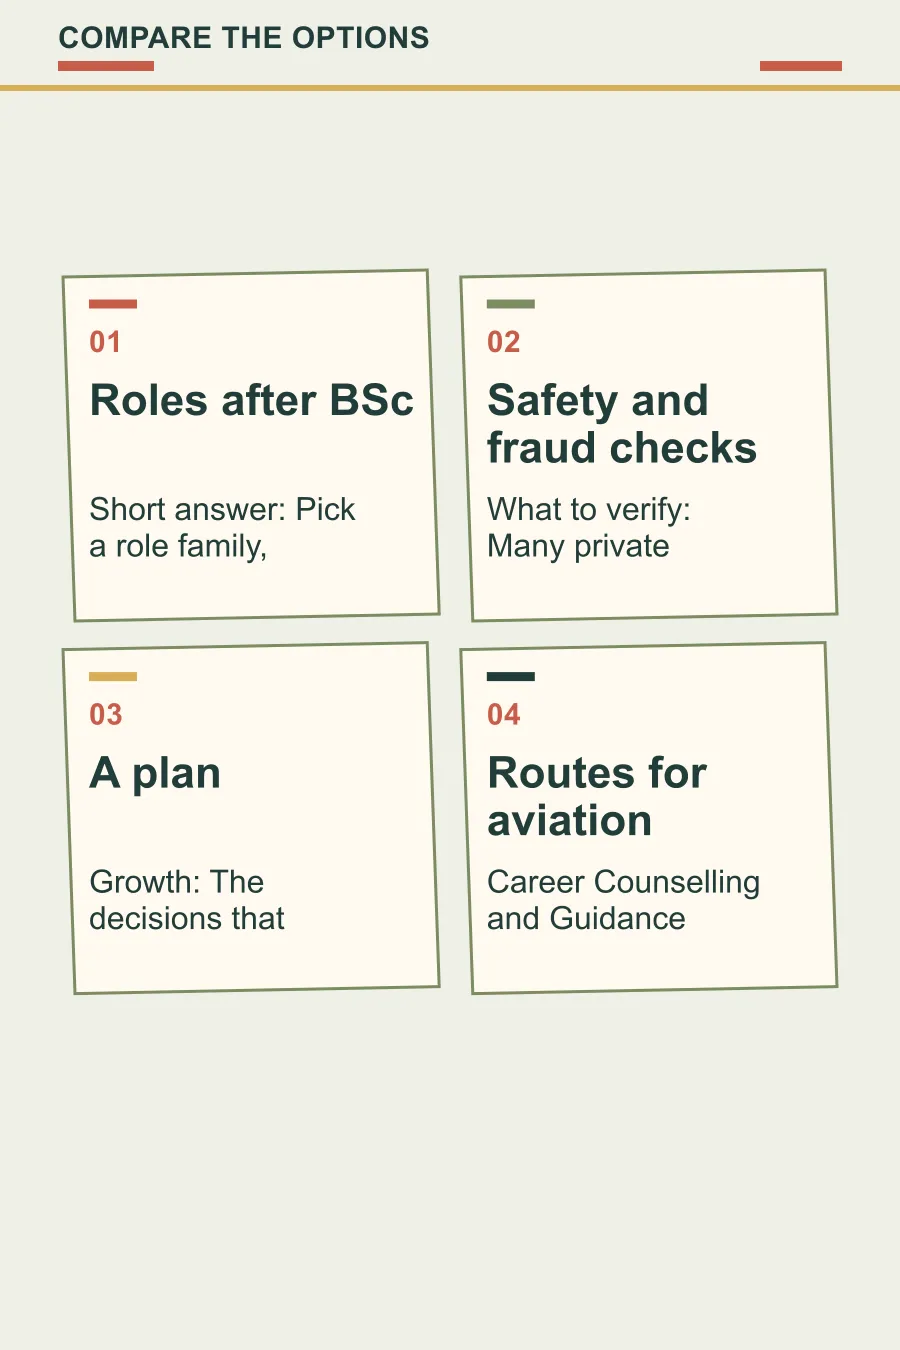 COMPARE THE OPTIONS
01
Roles after BSc
Short answer: Pick
a role family,
02
Safety and
fraud checks
What to verify:
Many private
03
A plan
Growth: The
decisions that
04
Routes for
aviation
Career Counselling
and Guidance